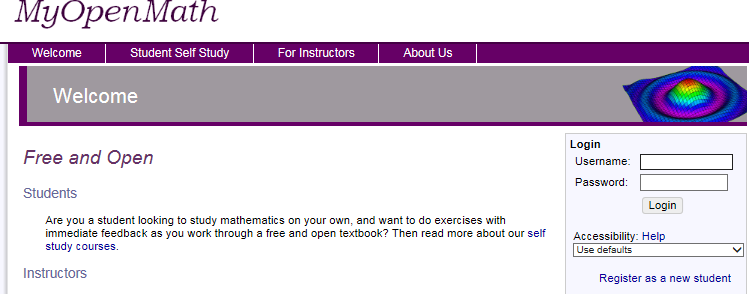 MyOpenMath
Welcome
Student Self Study
For Instructors
About Us
Welcome
Free and Open
Students
Are you a student looking to study mathematics on your own, and want to do exercises with
immediate feedback as you work through a free and open textbook? Then read more about our self
study courses.
Instructors
Login
Username:
Password:
Login
Accessibility: Help
Use defaults
Register as a new student